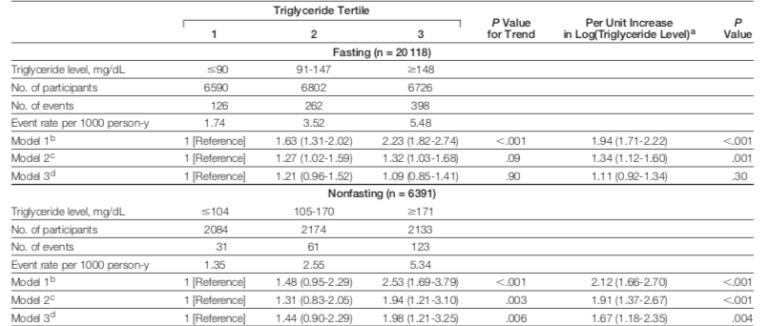 Triglyceride Tertile
1 2 3 P Value for Trend Per Unit Increase in Log(Triglyceride Level)a P Value
Fasting (n = 20 118)
Triglyceride level, mg/dL ≤90 91-147 ≥148
No. of participants 6590 6802 6726
No. of events 126 262 398
Event rate per 1000 person-y 1.74 3.52 5.48
Model 1b 1 [Reference] 1.63 (1.31-2.02) 2.23 (1.82-2.74) <.001 1.94 (1.71-2.22) <.001
Model 2c 1 [Reference] 1.27 (1.02-1.59) 1.32 (1.03-1.68) .09 1.34 (1.12-1.60) .001
Model 3d 1 [Reference] 1.21 (0.96-1.52) 1.09 (0.85-1.41) .90 1.11 (0.92-1.34) .30
Nonfasting (n = 6391)
Triglyceride level, mg/dL ≤104 105-170 ≥171
No. of participants 2084 2174 2133
No. of events 31 61 123
Event rate per 1000 person-y 1.35 2.55 5.34
Model 1b 1 [Reference] 1.48 (0.95-2.29) 2.53 (1.69-3.79) <.001 2.12 (1.66-2.70) <.001
Model 2c 1 [Reference] 1.31 (0.83-2.05) 1.94 (1.21-3.10) .003 1.91 (1.37-2.67) <.001
Model 3d 1 [Reference] 1.44 (0.90-2.29) 1.98 (1.21-3.25) .006 1.67 (1.18-2.35) .004